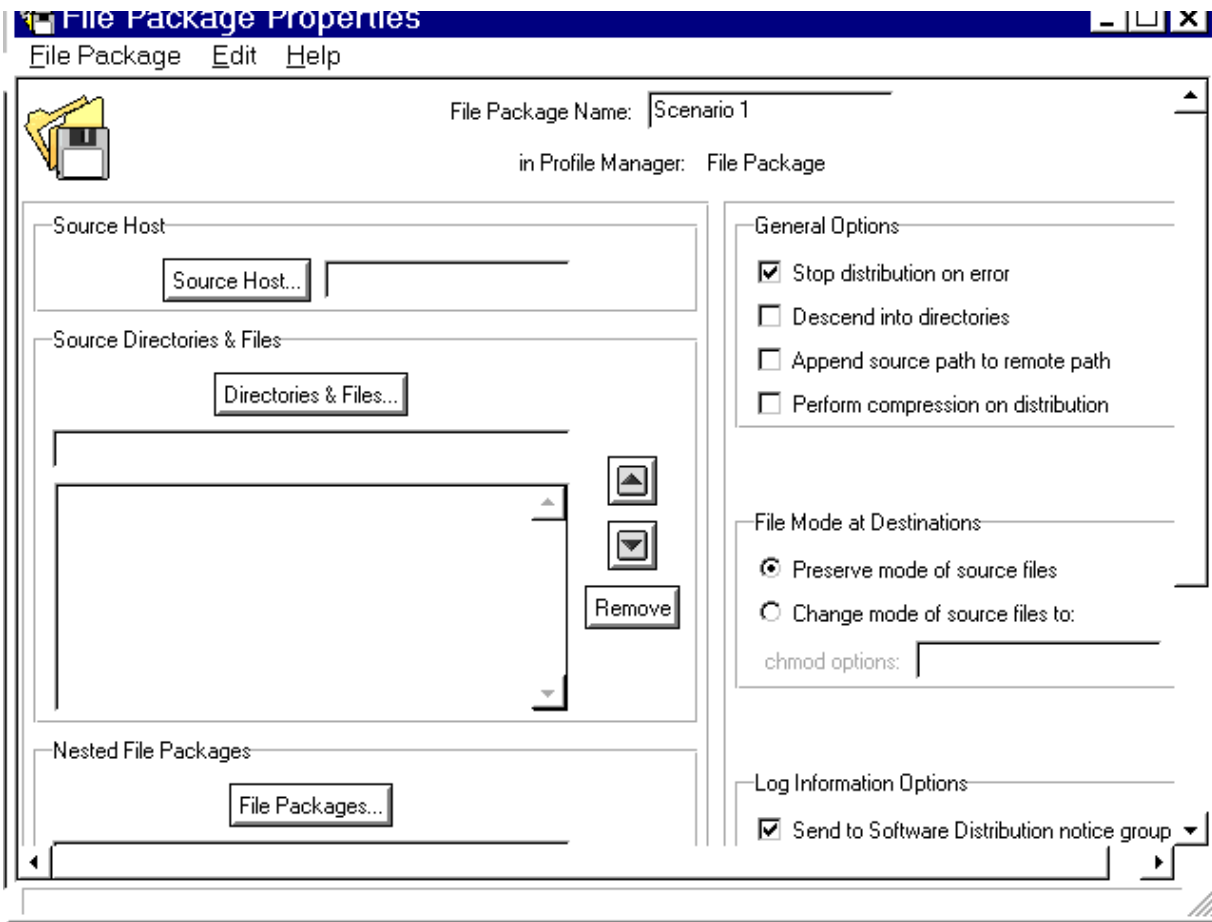 File Package Properties
File Package Edit Help
File Package Name: Scenario 1
in Profile Manager: File Package
Source Host
Source Host...
Source Directories & Files
Directories & Files...
Remove
Nested File Packages
File Packages...
General Options
Stop distribution on error
Descend into directories
Append source path to remote path
Perform compression on distribution
File Mode at Destinations
Preserve mode of source files
Change mode of source files to:
chmod options:
Log Information Options
Send to Software Distribution notice group